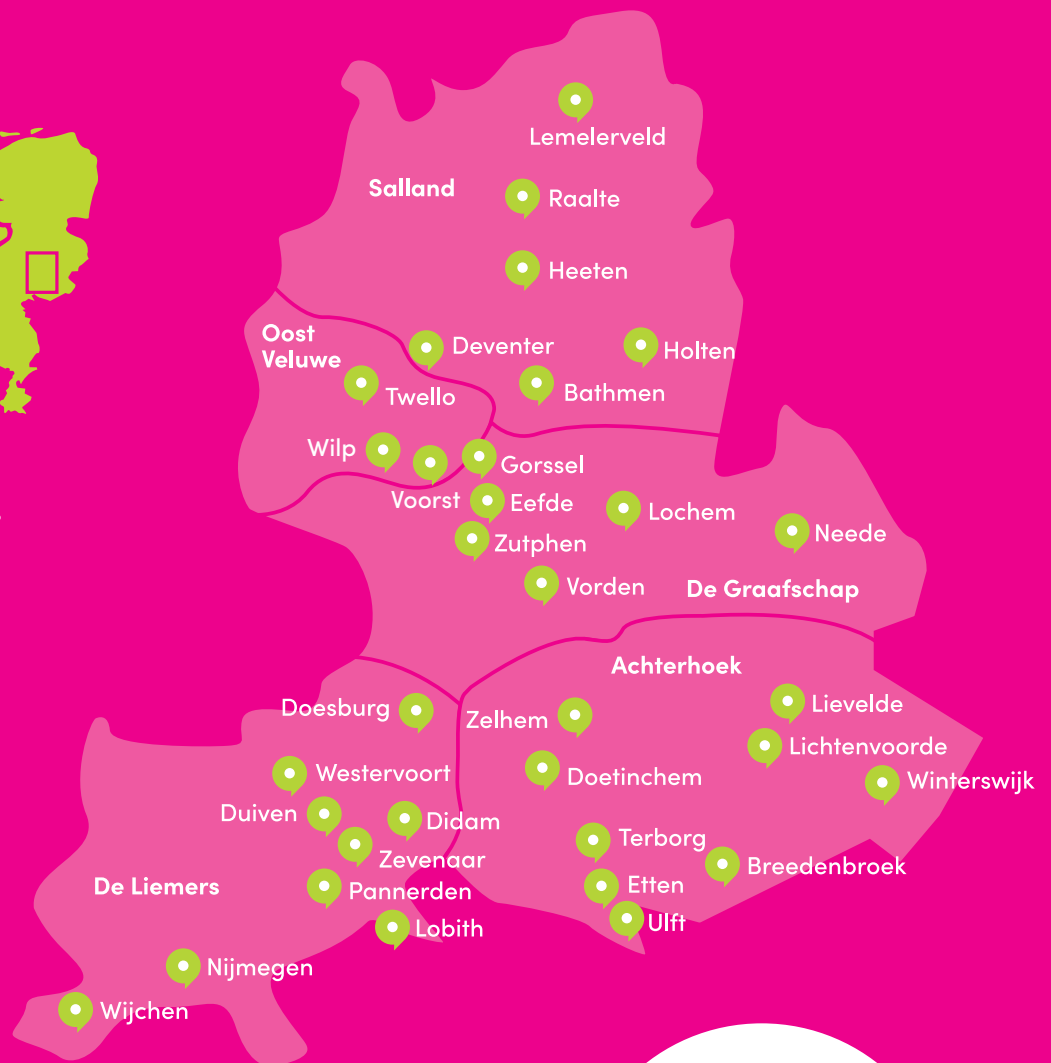 Lemelerveld
Salland
Raalte
Heeten
Oost
Veluwe
Deventer
Holten
Twello
Bathmen
Wilp
Gorssel
Voorst
Eefde
Lochem
Neede
Zutphen
Vorden
De Graafschap
Achterhoek
Doesburg
Zelhem
Lievelde
Lichtenvoorde
Westervoort
Doetinchem
Winterswijk
Duiven
Didam
Terborg
Zevenaar
Breedenbroek
De Liemers
Pannerden
Etten
Lobith
Ulft
Nijmegen
Wijchen